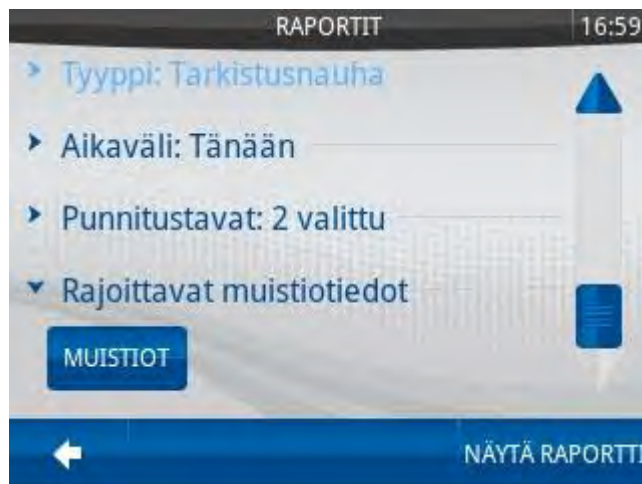 RAPORTIT 16:59
Tyyppi: Tarkistusnauha
Aikaväli: Tänään
Punnitustavat: 2 valittu
Rajoittavat muistiotiedot
MUISTIOT
NÄYTÄ RAPORTTI